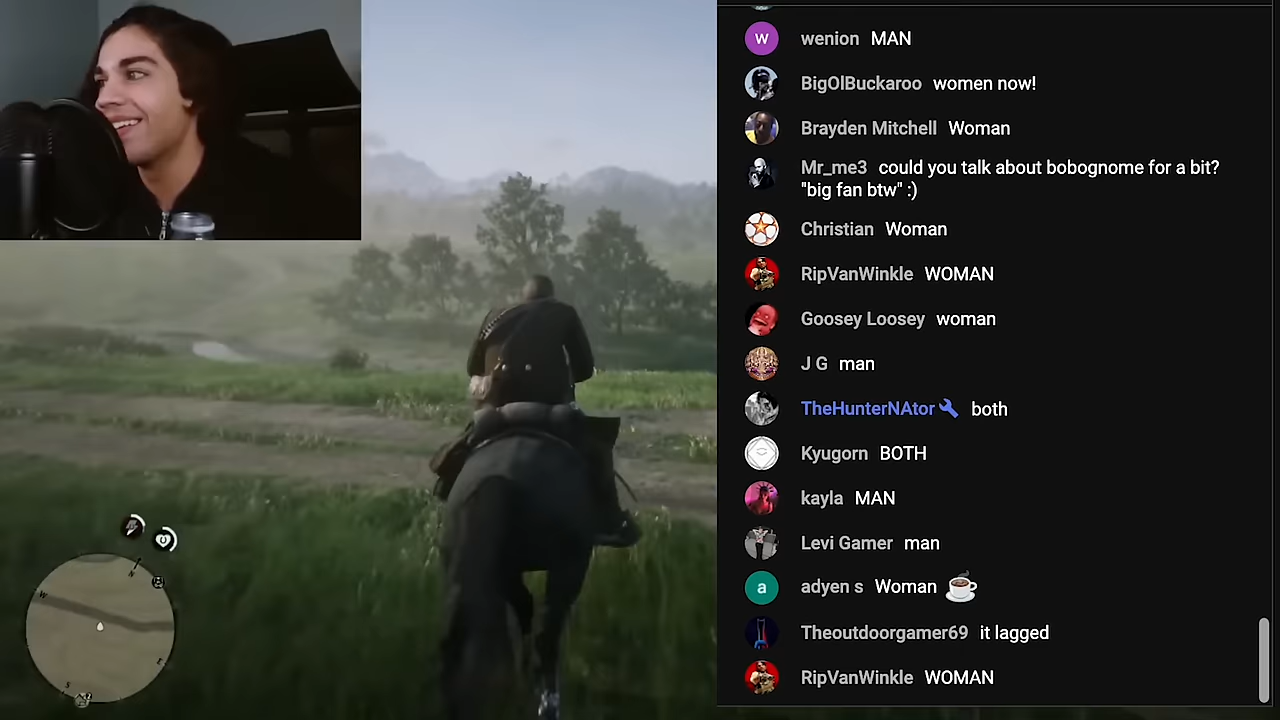 w wenion MAN
BigOlBuckaroo women now!
Brayden Mitchell Woman
Mr_me3 could you talk about bobognome for a bit?
"big fan btw" :)
Christian Woman
RipVanWinkle WOMAN
Goosey Loosey woman
J G man
TheHunterNAtor both
Kyugorn BOTH
kayla MAN
Levi Gamer man
a adyen s Woman ☕
Theoutdoorgamer69 it lagged
RipVanWinkle WOMAN
N
W
E
S